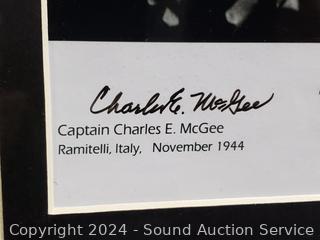 Charles E. McGee
Captain Charles E. McGee
Ramitelli, Italy,  November 1944
Copyright 2024 - Sound Auction Service